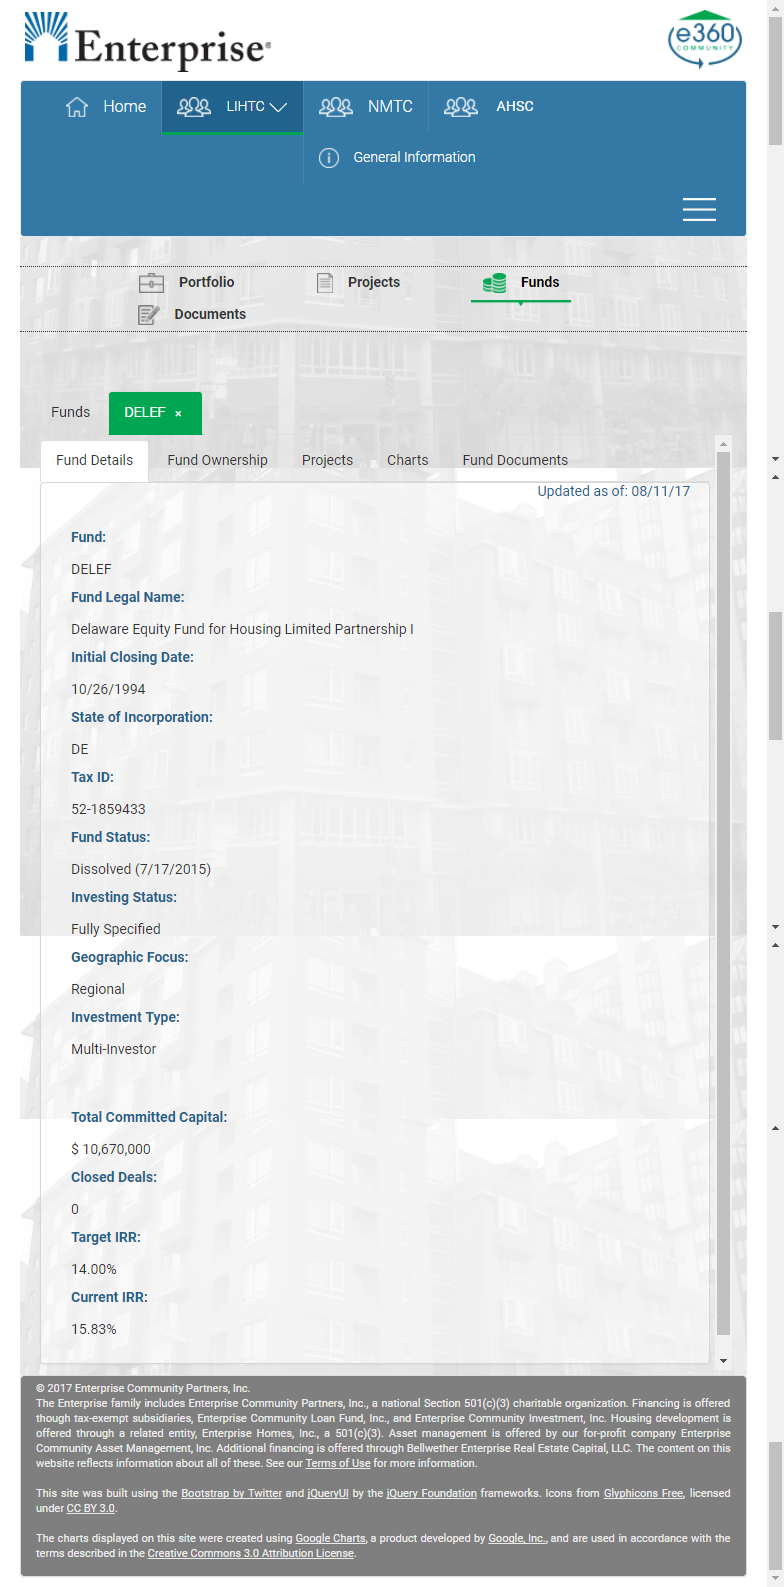 Enterprise®
e360
COMMUNITY
Home
LIHTC
NMTC
AHSC
General Information
Portfolio
Projects
Funds
Documents
Funds
DELEF ×
Fund Details
Fund Ownership
Projects
Charts
Fund Documents
Updated as of: 08/11/17
Fund:
DELEF
Fund Legal Name:
Delaware Equity Fund for Housing Limited Partnership I
Initial Closing Date:
10/26/1994
State of Incorporation:
DE
Tax ID:
52-1859433
Fund Status:
Dissolved (7/17/2015)
Investing Status:
Fully Specified
Geographic Focus:
Regional
Investment Type:
Multi-Investor
Total Committed Capital:
$ 10,670,000
Closed Deals:
0
Target IRR:
14.00%
Current IRR:
15.83%
© 2017 Enterprise Community Partners, Inc.
The Enterprise family includes Enterprise Community Partners, Inc., a national Section 501(c)(3) charitable organization. Financing is offered
though tax-exempt subsidiaries, Enterprise Community Loan Fund, Inc., and Enterprise Community Investment, Inc. Housing development is
offered through a related entity, Enterprise Homes, Inc., a 501(c)(3). Asset management is offered by our for-profit company Enterprise
Community Asset Management, Inc. Additional financing is offered through Bellwether Enterprise Real Estate Capital, LLC. The content on this
website reflects information about all of these. See our Terms of Use for more information.
This site was built using the Bootstrap by Twitter and jQueryUI by the jQuery Foundation frameworks. Icons from Glyphicons Free, licensed
under CC BY 3.0.
The charts displayed on this site were created using Google Charts, a product developed by Google, Inc., and are used in accordance with the
terms described in the Creative Commons 3.0 Attribution License.